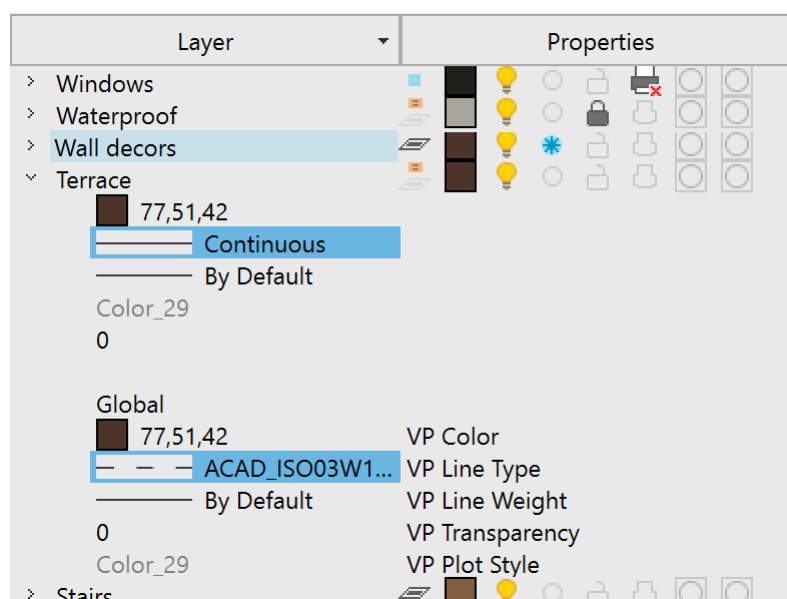 Layer Properties
Windows
Waterproof
Wall decors
Terrace
77,51,42
Continuous
By Default
Color_29
0
Global
77,51,42 VP Color
ACAD_ISO03W1... VP Line Type
By Default VP Line Weight
0 VP Transparency
Color_29 VP Plot Style
Stairs